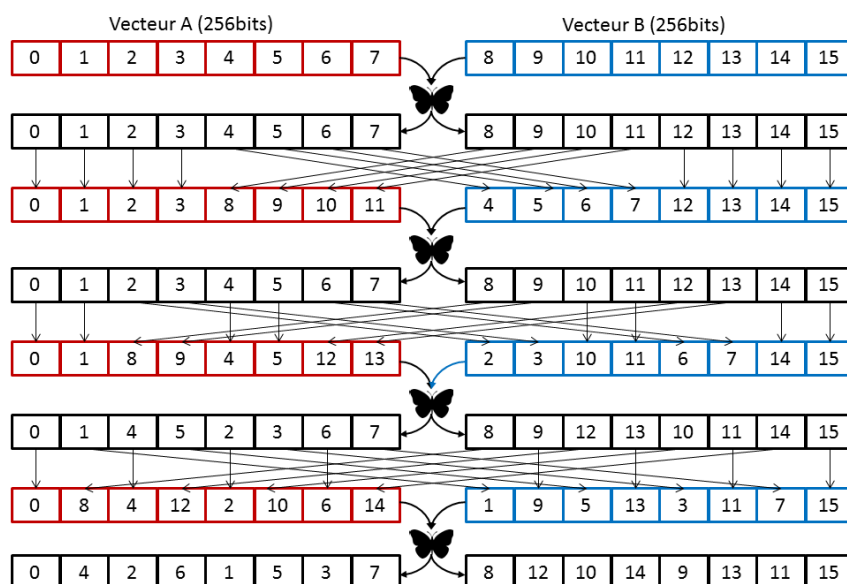 Vecteur A (256bits) Vecteur B (256bits)
0 1 2 3 4 5 6 7 8 9 10 11 12 13 14 15
0 1 2 3 4 5 6 7 8 9 10 11 12 13 14 15
0 1 2 3 8 9 10 11 4 5 6 7 12 13 14 15
0 1 2 3 4 5 6 7 8 9 10 11 12 13 14 15
0 1 8 9 4 5 12 13 2 3 10 11 6 7 14 15
0 1 4 5 2 3 6 7 8 9 12 13 10 11 14 15
0 8 4 12 2 10 6 14 1 9 5 13 3 11 7 15
0 4 2 6 1 5 3 7 8 12 10 14 9 13 11 15